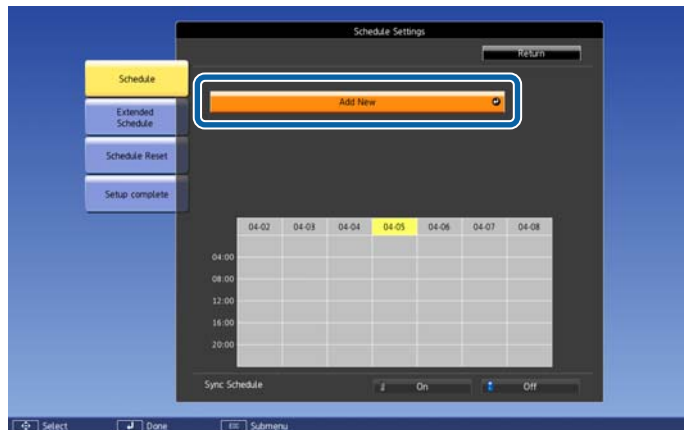 Schedule Settings
Return
Schedule
Add New
Extended
Schedule
Schedule Reset
Setup complete
04-02 04-03 04-04 04-05 04-06 04-07 04-08
04:00
08:00
12:00
16:00
20:00
Sync Schedule On Off
Select Done Esc Submenu